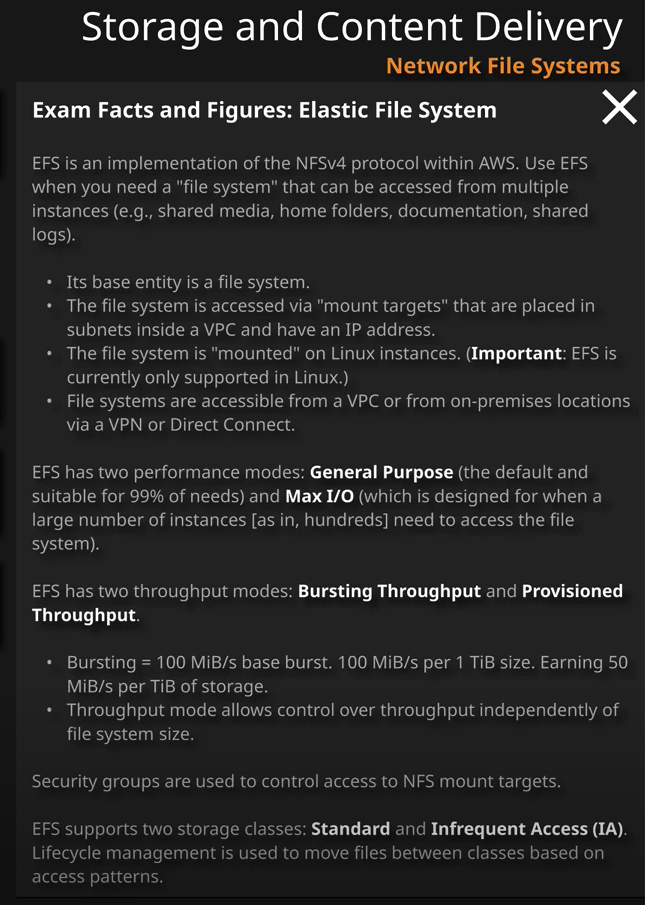 Storage and Content Delivery
Network File Systems
Exam Facts and Figures: Elastic File System
EFS is an implementation of the NFSv4 protocol within AWS. Use EFS
when you need a "file system" that can be accessed from multiple
instances (e.g., shared media, home folders, documentation, shared
logs).
• Its base entity is a file system.
• The file system is accessed via "mount targets" that are placed in
subnets inside a VPC and have an IP address.
• The file system is "mounted" on Linux instances. (Important: EFS is
currently only supported in Linux.)
• File systems are accessible from a VPC or from on-premises locations
via a VPN or Direct Connect.
EFS has two performance modes: General Purpose (the default and
suitable for 99% of needs) and Max I/O (which is designed for when a
large number of instances [as in, hundreds] need to access the file
system).
EFS has two throughput modes: Bursting Throughput and Provisioned
Throughput.
• Bursting = 100 MiB/s base burst. 100 MiB/s per 1 TiB size. Earning 50
MiB/s per TiB of storage.
• Throughput mode allows control over throughput independently of
file system size.
Security groups are used to control access to NFS mount targets.
EFS supports two storage classes: Standard and Infrequent Access (IA).
Lifecycle management is used to move files between classes based on
access patterns.